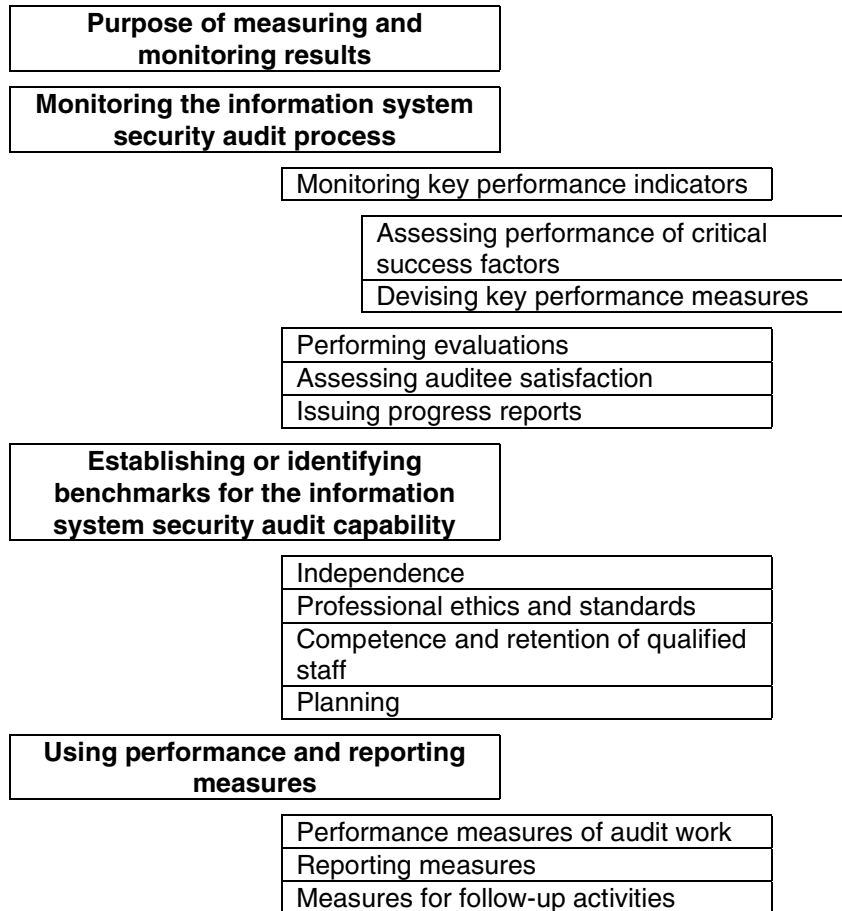 Purpose of measuring and
monitoring results
Monitoring the information system
security audit process
Monitoring key performance indicators
Assessing performance of critical
success factors
Devising key performance measures
Performing evaluations
Assessing auditee satisfaction
Issuing progress reports
Establishing or identifying
benchmarks for the information
system security audit capability
Independence
Professional ethics and standards
Competence and retention of qualified
staff
Planning
Using performance and reporting
measures
Performance measures of audit work
Reporting measures
Measures for follow-up activities